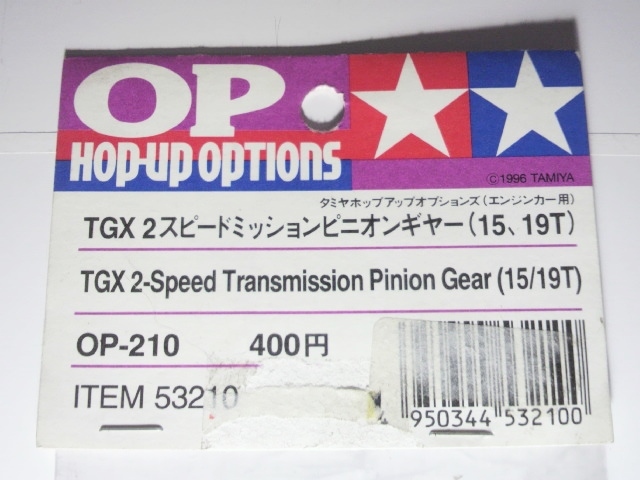 OP
HOP-UP OPTIONS
©1996 TAMIYA
タミヤホップアップオプションズ（エンジンカー用）
TGX 2スピードミッションピニオンギヤー（15、19T）
TGX 2-Speed Transmission Pinion Gear (15/19T)
OP-210 400円
ITEM 53210
4 950344 532100